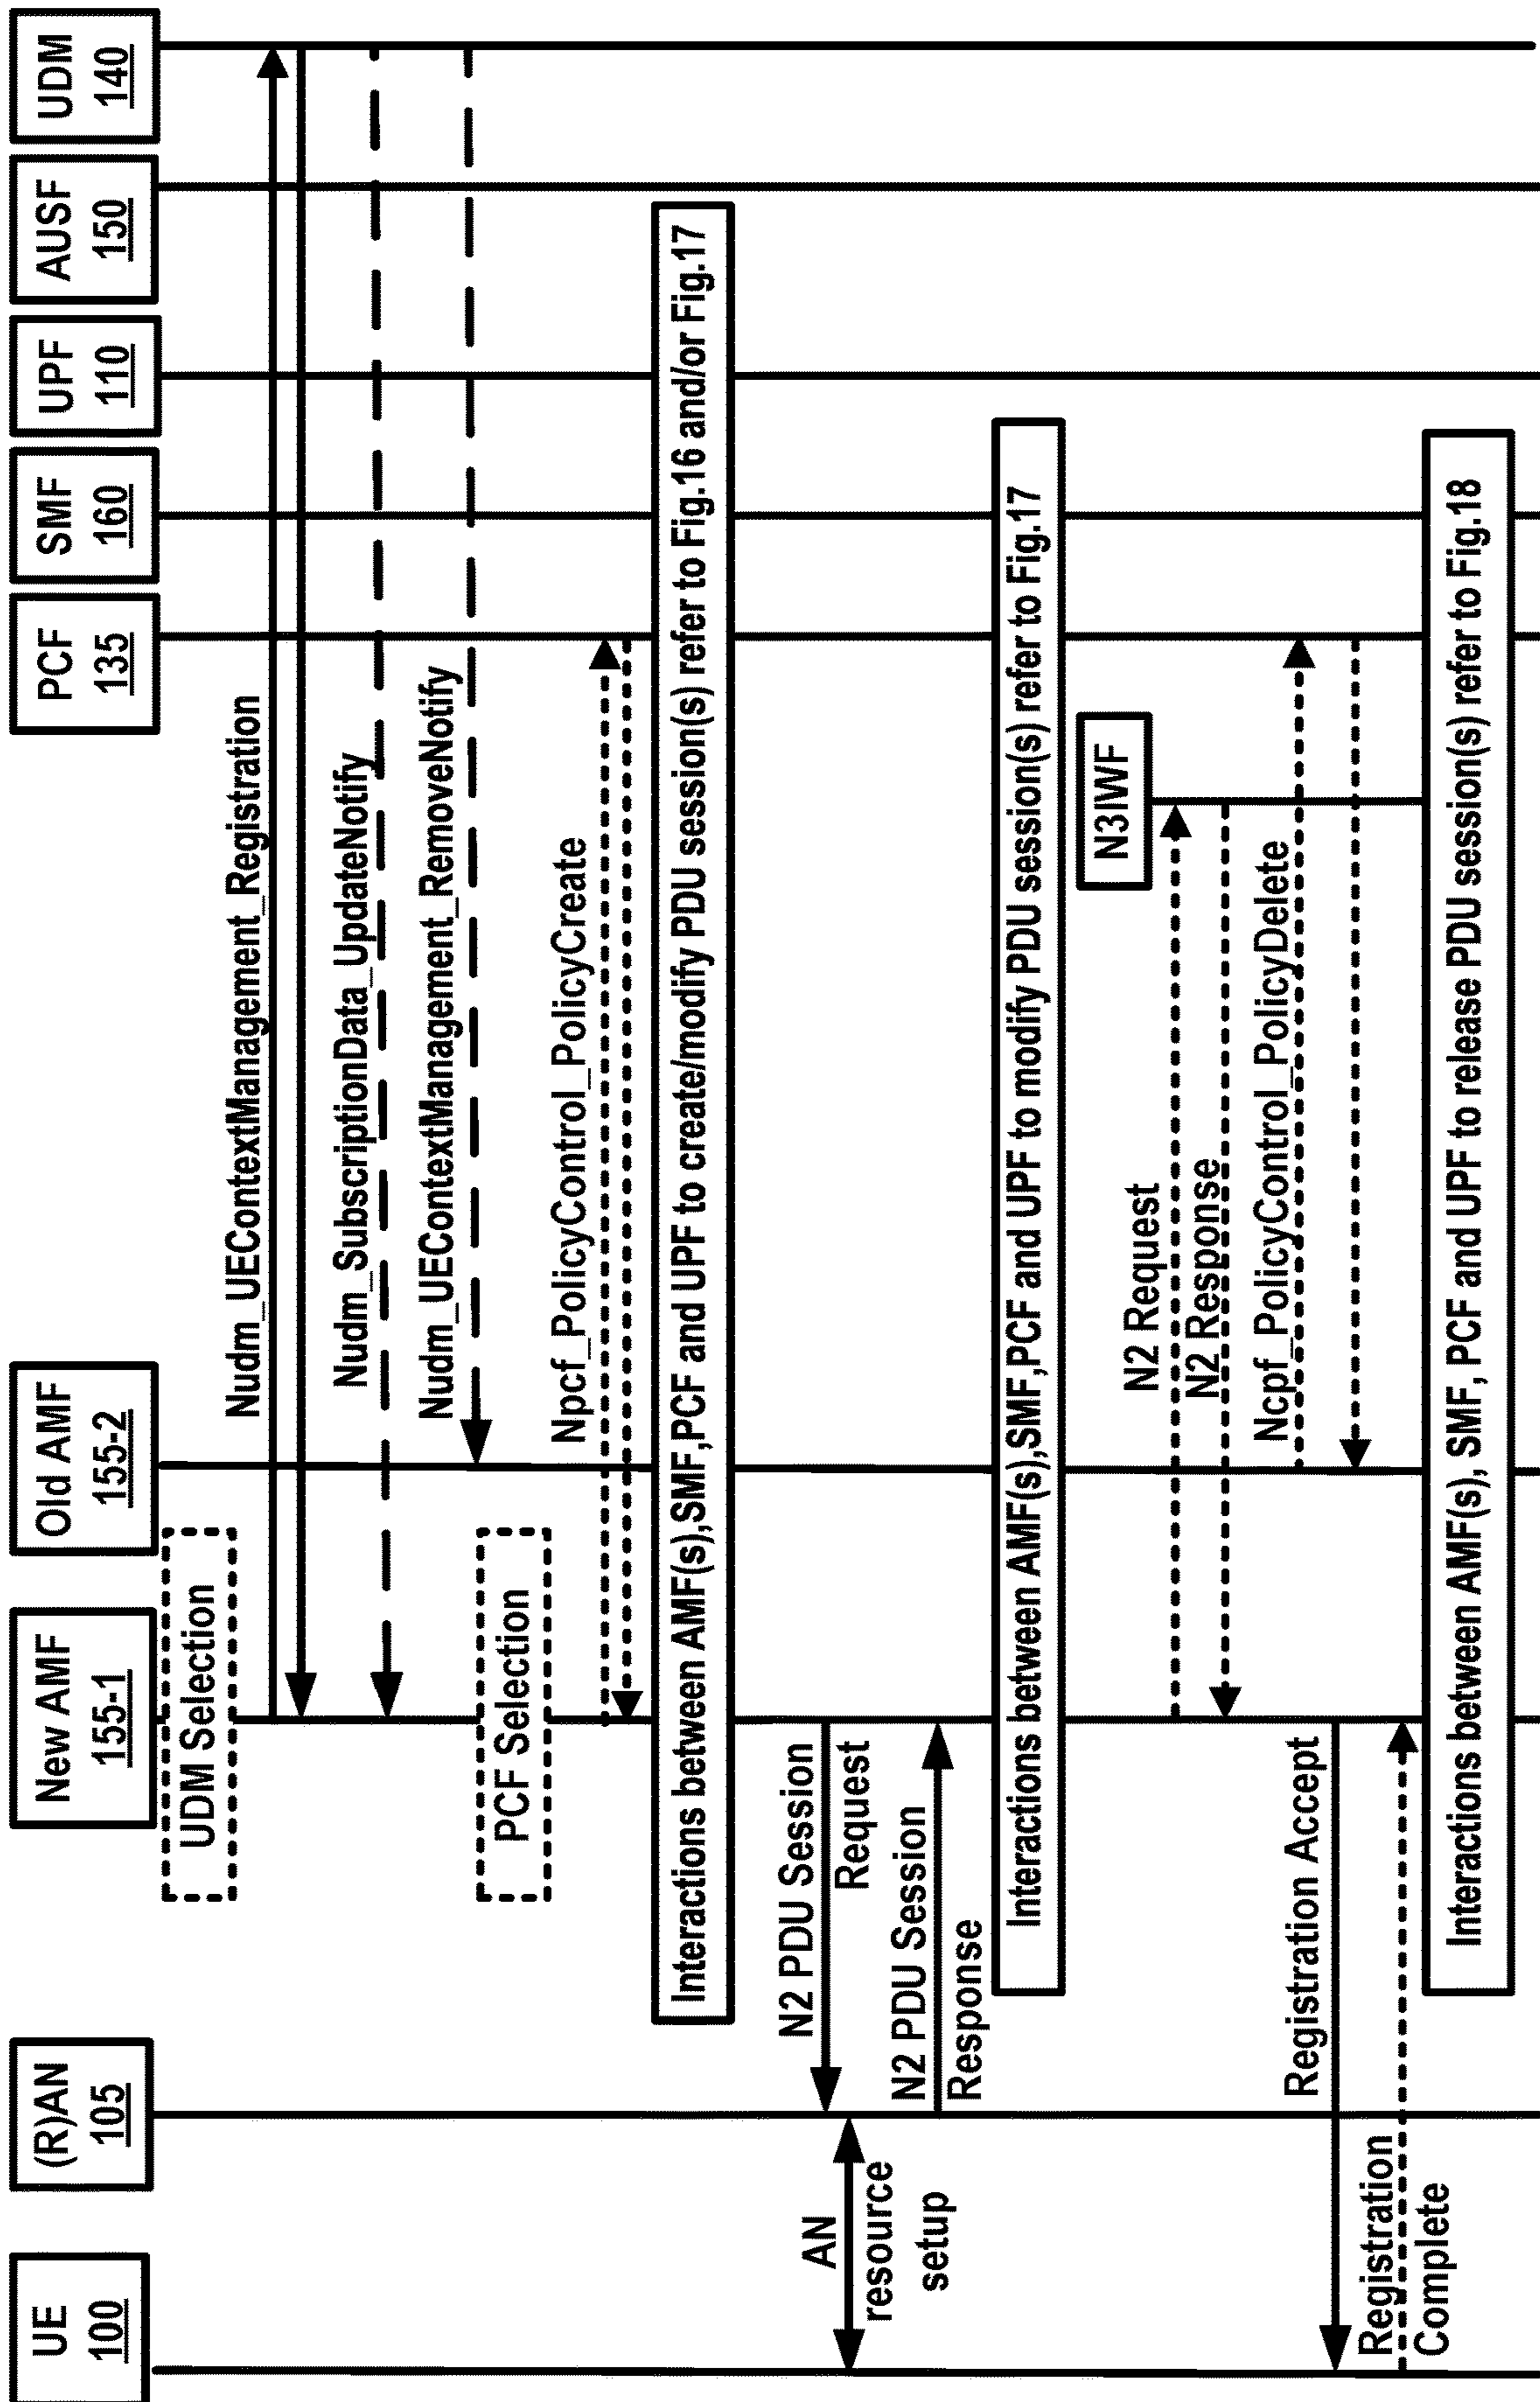 UE
100
(R)AN
105
New AMF
155-1
Old AMF
155-2
PCF
135
SMF
160
UPF
110
AUSF
150
UDM
140
UDM Selection
Nudm_UEContextManagement_Registration
Nudm_SubscriptionData_UpdateNotify
Nudm_UEContextManagement_RemoveNotify
PCF Selection
Npcf_PolicyControl_PolicyCreate
Interactions between AMF(s),SMF,PCF and UPF to create/modify PDU session(s) refer to Fig.16 and/or Fig.17
N2 PDU Session
Request
AN
resource
setup
N2 PDU Session
Response
Interactions between AMF(s),SMF,PCF and UPF to modify PDU session(s) refer to Fig.17
N3IWF
N2 Request
N2 Response
Ncpf_PolicyControl_PolicyDelete
Registration Accept
Registration
Complete
Interactions between AMF(s), SMF, PCF and UPF to release PDU session(s) refer to Fig.18